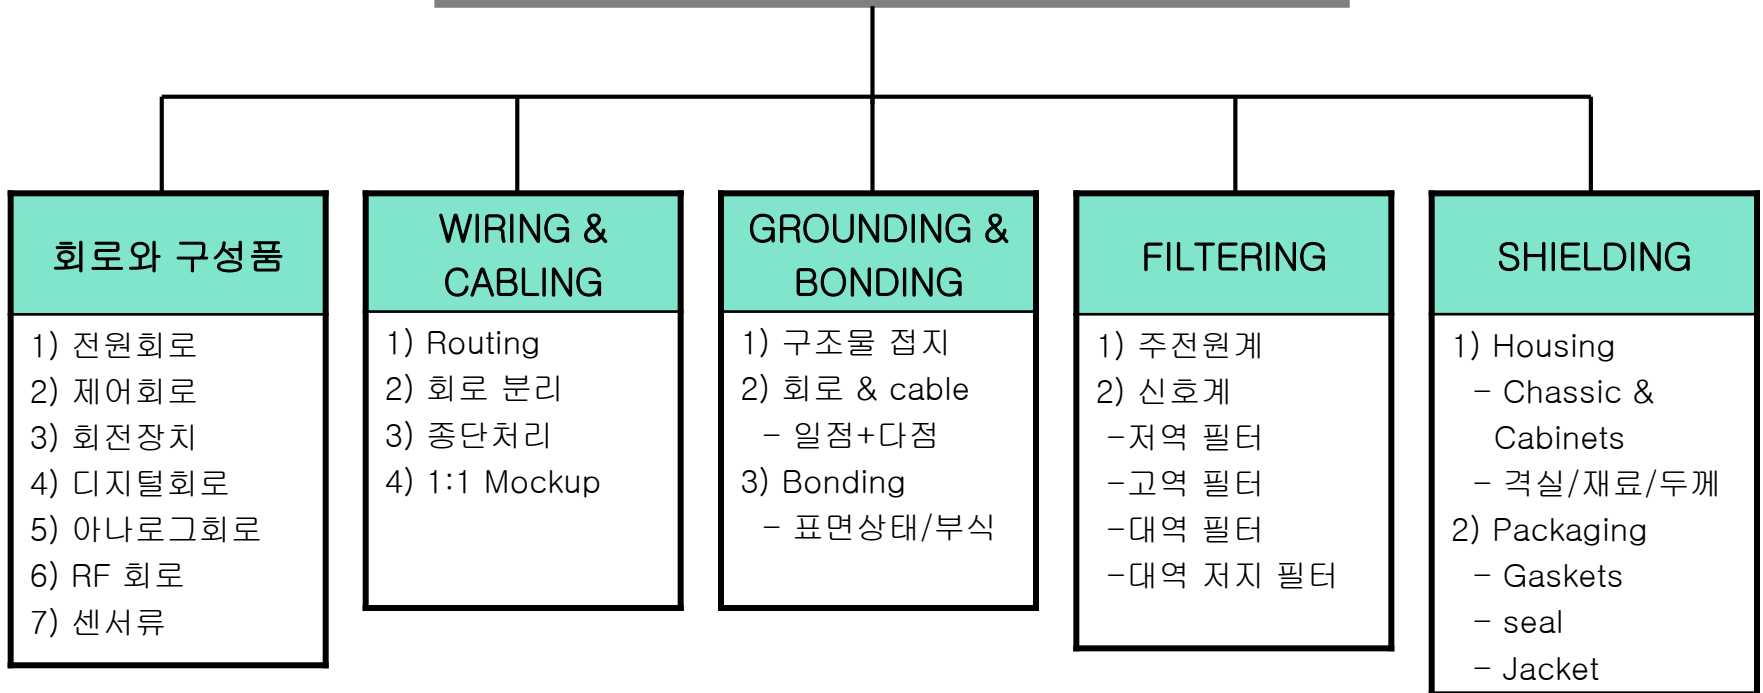 회로와 구성품
1) 전원회로
2) 제어회로
3) 회전장치
4) 디지털회로
5) 아나로그회로
6) RF 회로
7) 센서류
WIRING &
CABLING
1) Routing
2) 회로 분리
3) 종단처리
4) 1:1 Mockup
GROUNDING &
BONDING
1) 구조물 접지
2) 회로 & cable
- 일점+다점
3) Bonding
- 표면상태/부식
FILTERING
1) 주전원계
2) 신호계
-저역 필터
-고역 필터
-대역 필터
-대역 저지 필터
SHIELDING
1) Housing
- Chassic &
Cabinets
- 격실/재료/두께
2) Packaging
- Gaskets
- seal
- Jacket